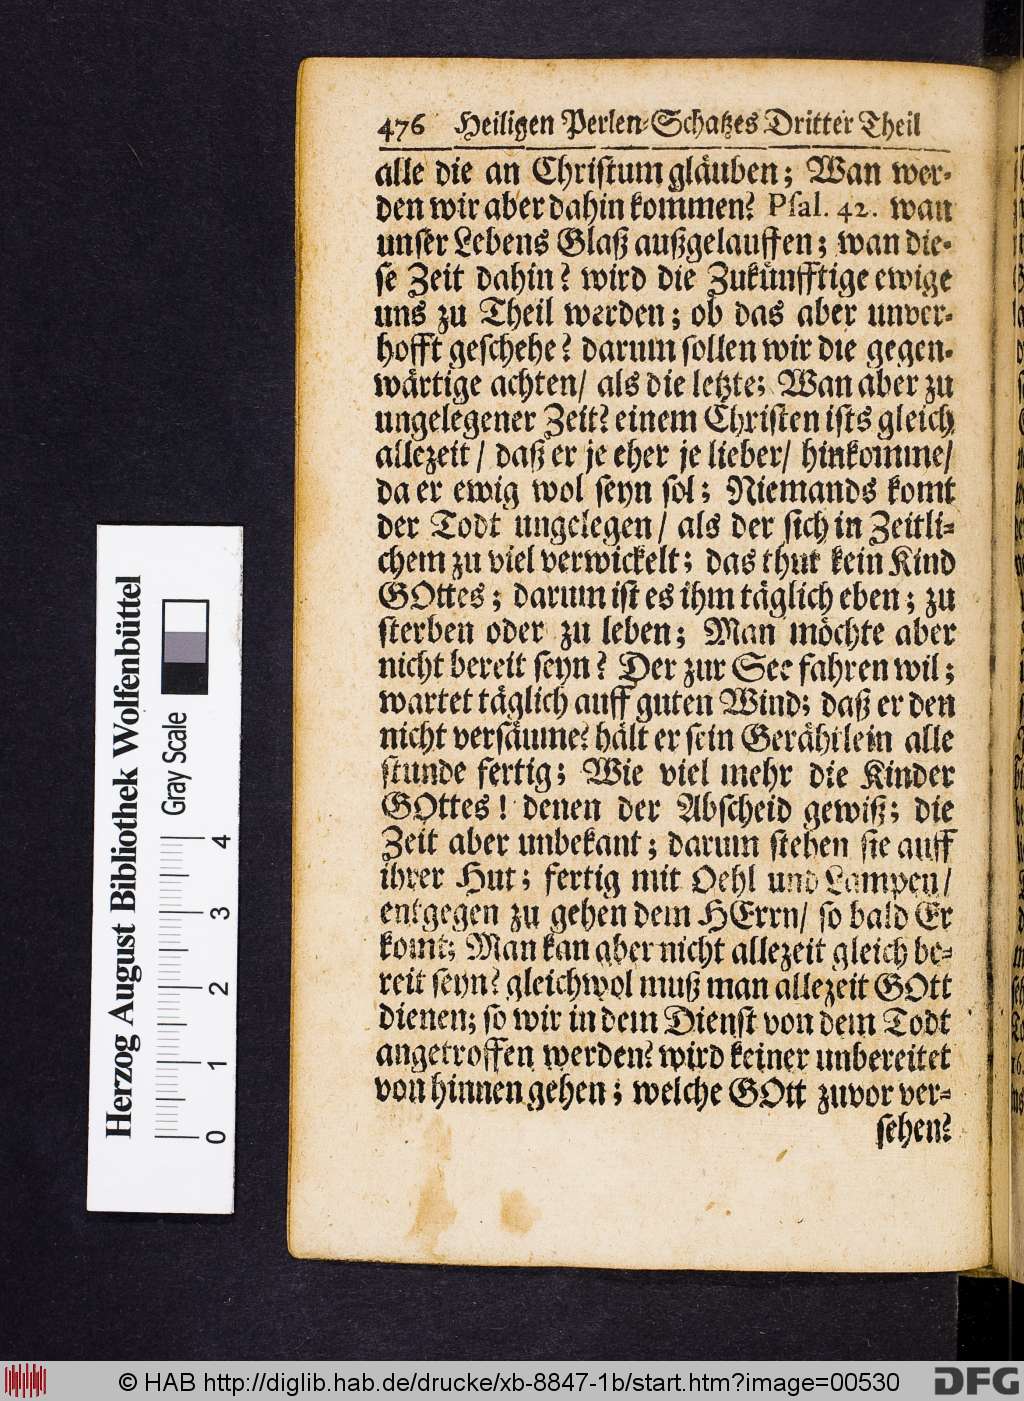 476 Heiligen Perlen-Schatzes Dritter Theil
alle die an Christum gläuben; Wan wer-
den wir aber dahin kommen? Psal. 42. wan
unser Lebens Glaß außgelauffen; wan die-
se Zeit dahin? wird die Zukünfftige ewige
uns zu Theil werden; ob das aber unver-
hofft geschehe? darum sollen wir die gegen-
wärtige achten/ als die letzte; Wan aber zu
ungelegener Zeit? einem Christen ists gleich
allezeit/ daß er je eher je lieber/ hinkomme/
da er ewig wol seyn sol; Niemands komt
der Todt ungelegen/ als der sich in Zeitli-
chem zu viel verwickelt; das thut kein Kind
GOttes; darum ist es ihm täglich eben; zu
sterben oder zu leben; Man möchte aber
nicht bereit seyn? Der zur See fahren wil;
wartet täglich auff guten Wind; daß er den
nicht versäume? hält er sein Gerähtlein alle
stunde fertig; Wie viel mehr die Kinder
GOttes! denen der Abscheid gewiß; die
Zeit aber unbekant; darum stehen sie auff
ihrer Hut; fertig mit Oehl und Lampen/
entgegen zu gehen dem HErrn/ so bald Er
komt; Man kan aber nicht allezeit gleich be-
reit seyn? gleichwol muß man allezeit GOtt
dienen; so wir in dem Dienst von dem Todt
angetroffen werden? wird keiner unbereitet
von hinnen gehen; welche GOtt zuvor ver-
sehen?
Herzog August Bibliothek Wolfenbüttel
Gray Scale
0 1 2 3 4
© HAB http://diglib.hab.de/drucke/xb-8847-1b/start.htm?image=00530
DFG